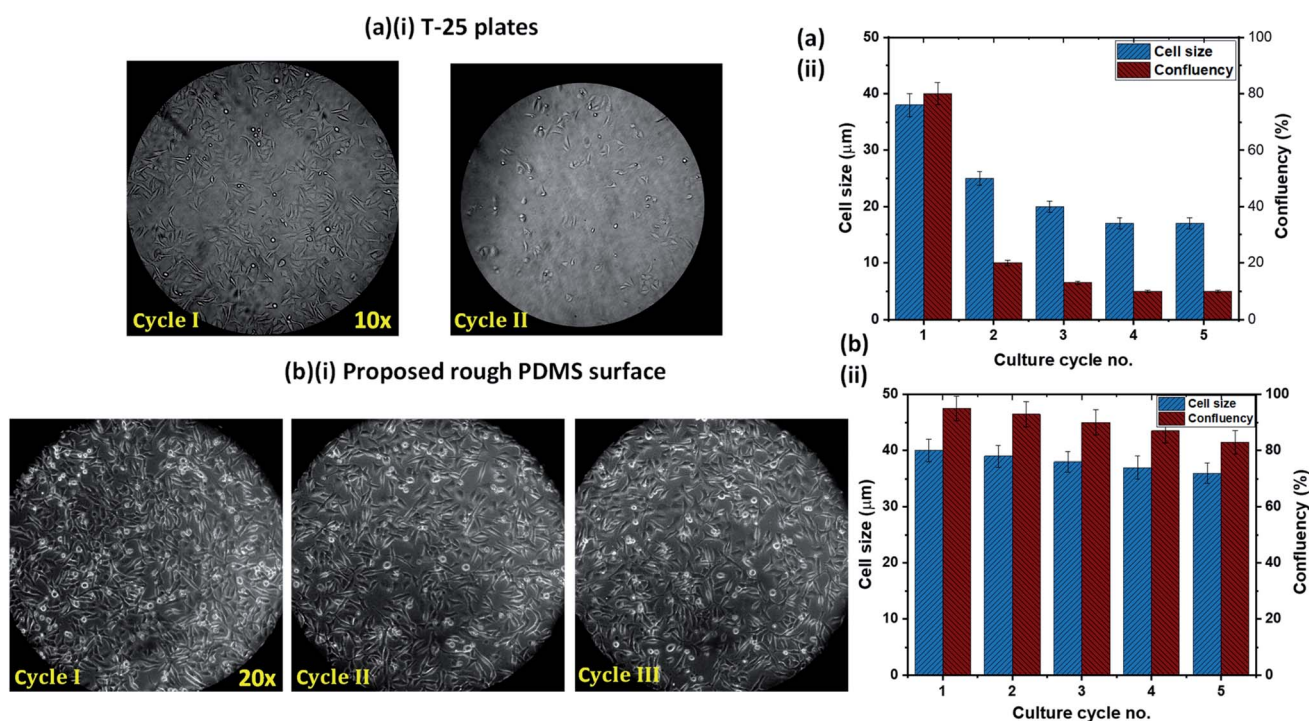 (a)(i) T-25 plates
Cycle I
10x
Cycle II
(a)
(ii)
Cell size
Confluency
50
40
30
20
10
0
Cell size (µm)
100
80
60
40
20
0
Confluency (%)
1 2 3 4 5
Culture cycle no.
(b)(i) Proposed rough PDMS surface
Cycle I
20x
Cycle II
Cycle III
(b)
(ii)
Cell size
Confluency
50
40
30
20
10
0
Cell size (µm)
100
80
60
40
20
0
Confluency (%)
1 2 3 4 5
Culture cycle no.